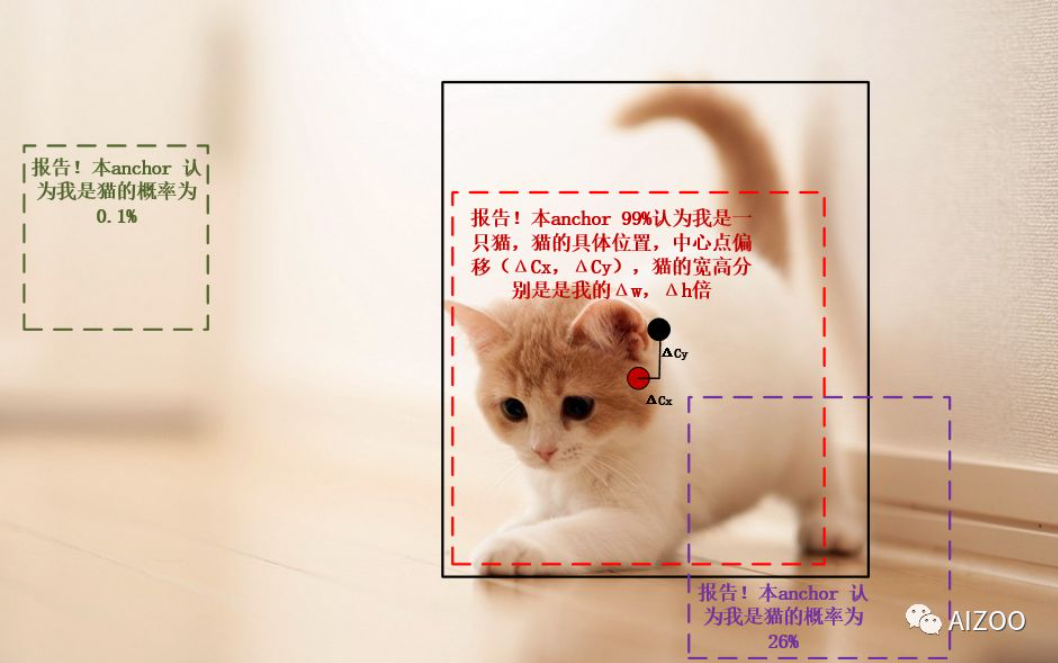 报告！本anchor 认
为我是猫的概率为
0.1%
报告！本anchor 99%认为我是一
只猫，猫的具体位置，中心点偏
移（ΔCx，ΔCy），猫的宽高分
别是是我的Δw，Δh倍
ΔCy
ΔCx
报告！本anchor 认
为我是猫的概率为
26%
AIZOO